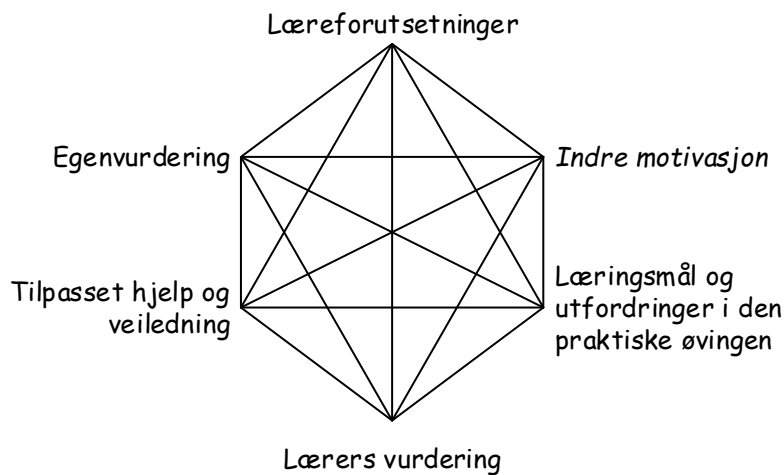 Læreforutsetninger
Egenvurdering
Indre motivasjon
Tilpasset hjelp og
veiledning
Læringsmål og
utfordringer i den
praktiske øvingen
Lærers vurdering